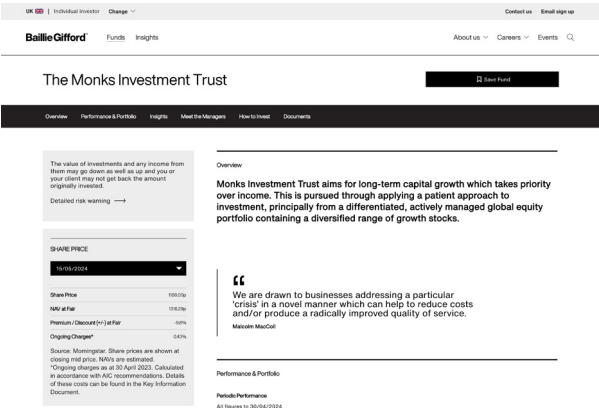 UK | Individual investor Change
Contact us Email sign up
Baillie Gifford Funds Insights
About us Careers Events
The Monks Investment Trust
Save Fund
Overview Performance & Portfolio Insights Meet the Managers How to Invest Documents
The value of investments and any income from
them may go down as well as up and you or
your client may not get back the amount
originally invested.
Detailed risk warning →
SHARE PRICE
15/05/2024
Share Price
NAV at Fair
Premium / Discount (+/-) at Fair
Ongoing Charges* 0.43%
Source: Morningstar. Share prices are shown at
closing mid price. NAVs are estimated.
*Ongoing charges as at 30 April 2023. Calculated
in accordance with AIC recommendations. Details
of these costs can be found in the Key Information
Document.
Overview
Monks Investment Trust aims for long-term capital growth which takes priority
over income. This is pursued through applying a patient approach to
investment, principally from a differentiated, actively managed global equity
portfolio containing a diversified range of growth stocks.
“
We are drawn to businesses addressing a particular
'crisis' in a novel manner which can help to reduce costs
and/or produce a radically improved quality of service.
Malcolm MacColl
Performance & Portfolio
Periodic Performance
All figures to 30/04/2024